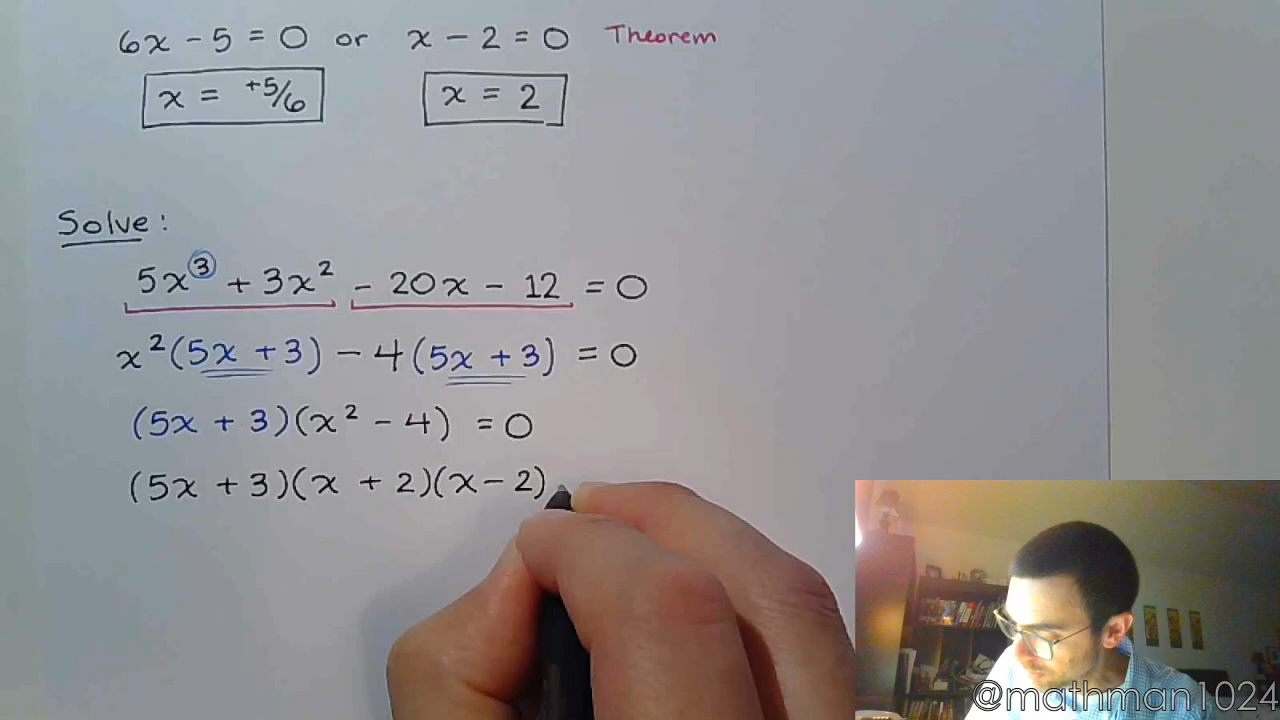 6x - 5 = 0 or x - 2 = 0 Theorem
x = +5/6 x = 2
Solve:
5x³ + 3x² - 20x - 12 = 0
x²(5x + 3) - 4(5x + 3) = 0
(5x + 3)(x² - 4) = 0
(5x + 3)(x + 2)(x - 2)
@mathman1024